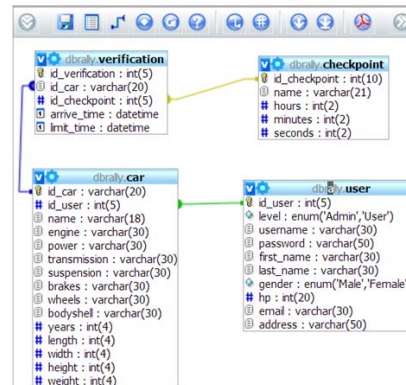 dbrally.verification
id_verification : int(5)
id_car : varchar(20)
id_checkpoint : int(5)
arrive_time : datetime
limit_time : datetime
dbrally.checkpoint
id_checkpoint : int(10)
name : varchar(21)
hours : int(2)
minutes : int(2)
seconds : int(2)
dbrally.car
id_car : varchar(20)
id_user : int(5)
name : varchar(18)
engine : varchar(30)
power : varchar(30)
transmission : varchar(30)
suspension : varchar(30)
brakes : varchar(30)
wheels : varchar(30)
bodyshell : varchar(30)
years : int(4)
length : int(4)
width : int(4)
height : int(4)
weight : int(4)
dbrally.user
id_user : int(5)
level : enum('Admin','User')
username : varchar(30)
password : varchar(50)
first_name : varchar(30)
last_name : varchar(30)
gender : enum('Male','Female'
hp : int(20)
email : varchar(30)
address : varchar(50)